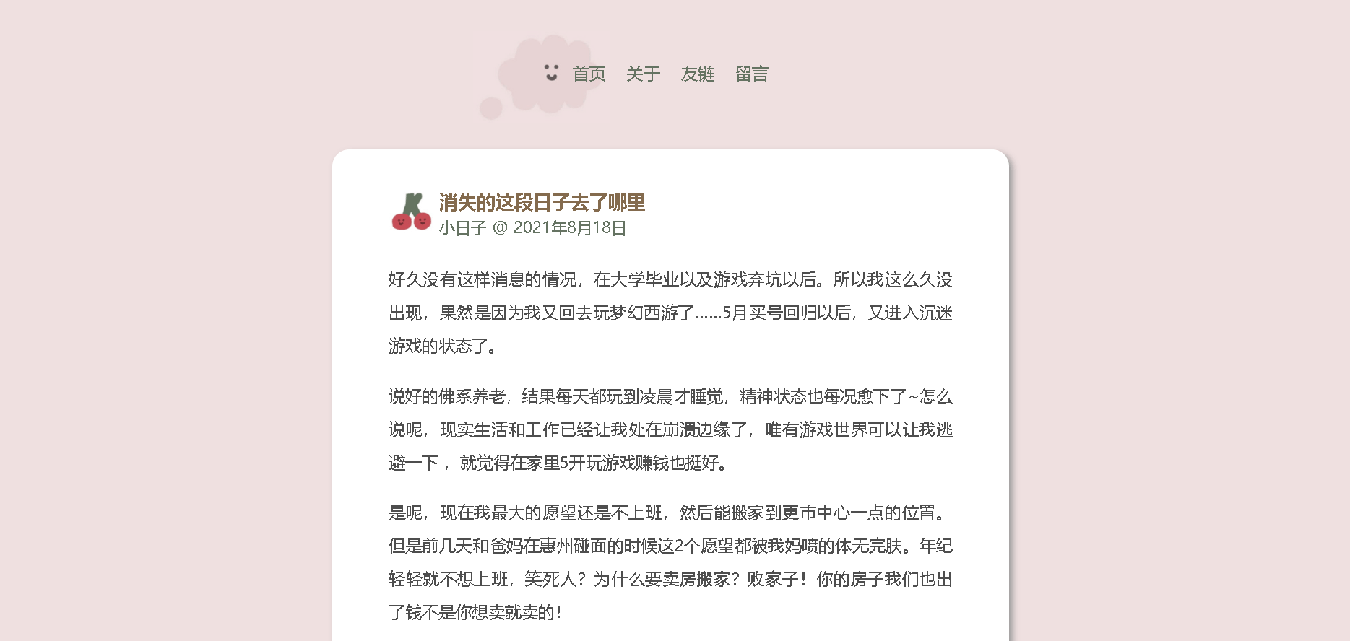 首页 关于 友链 留言
消失的这段日子去了哪里
小日子 @ 2021年8月18日
好久没有这样消息的情况，在大学毕业以及游戏弃坑以后。所以我这么久没
出现，果然是因为我又回去玩梦幻西游了……5月买号回归以后，又进入沉迷
游戏的状态了。
说好的佛系养老，结果每天都玩到凌晨才睡觉，精神状态也每况愈下了~怎么
说呢，现实生活和工作已经让我处在崩溃边缘了，唯有游戏世界可以让我逃
避一下 ，就觉得在家里5开玩游戏赚钱也挺好。
是呢，现在我最大的愿望还是不上班，然后能搬家到更市中心一点的位置。
但是前几天和爸妈在惠州碰面的时候这2个愿望都被我妈喷的体无完肤。年纪
轻轻就不想上班，笑死人？为什么要卖房搬家？败家子！你的房子我们也出
了钱不是你想卖就卖的！